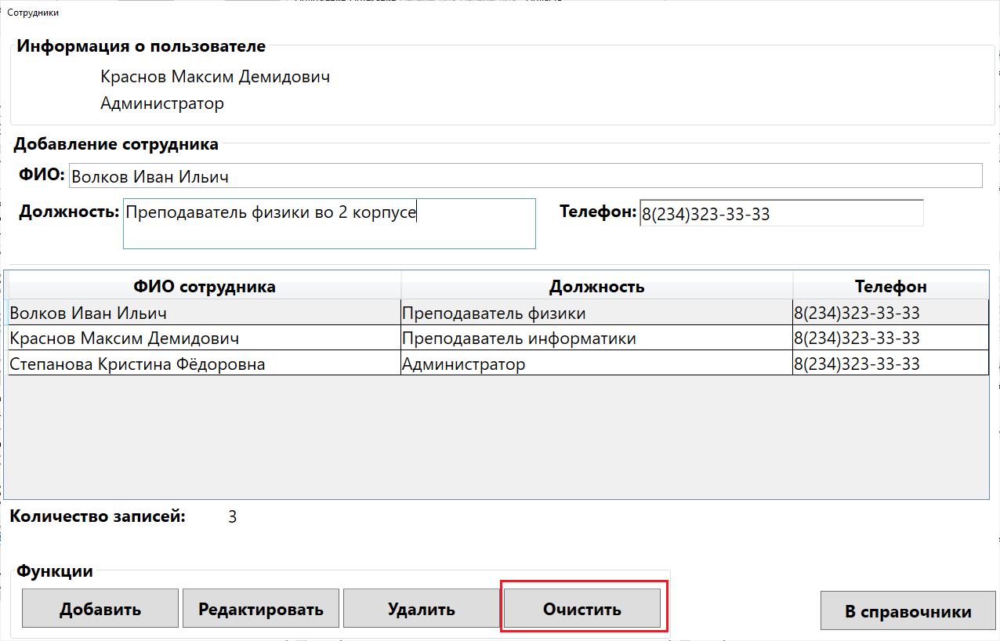 Сотрудники
Информация о пользователе
Краснов Максим Демидович
Администратор
Добавление сотрудника
ФИО: Волков Иван Ильич
Должность: Преподаватель физики во 2 корпусе Телефон: 8(234)323-33-33
ФИО сотрудника Должность Телефон
Волков Иван Ильич Преподаватель физики 8(234)323-33-33
Краснов Максим Демидович Преподаватель информатики 8(234)323-33-33
Степанова Кристина Фёдоровна Администратор 8(234)323-33-33
Количество записей: 3
Функции
Добавить Редактировать Удалить Очистить В справочники